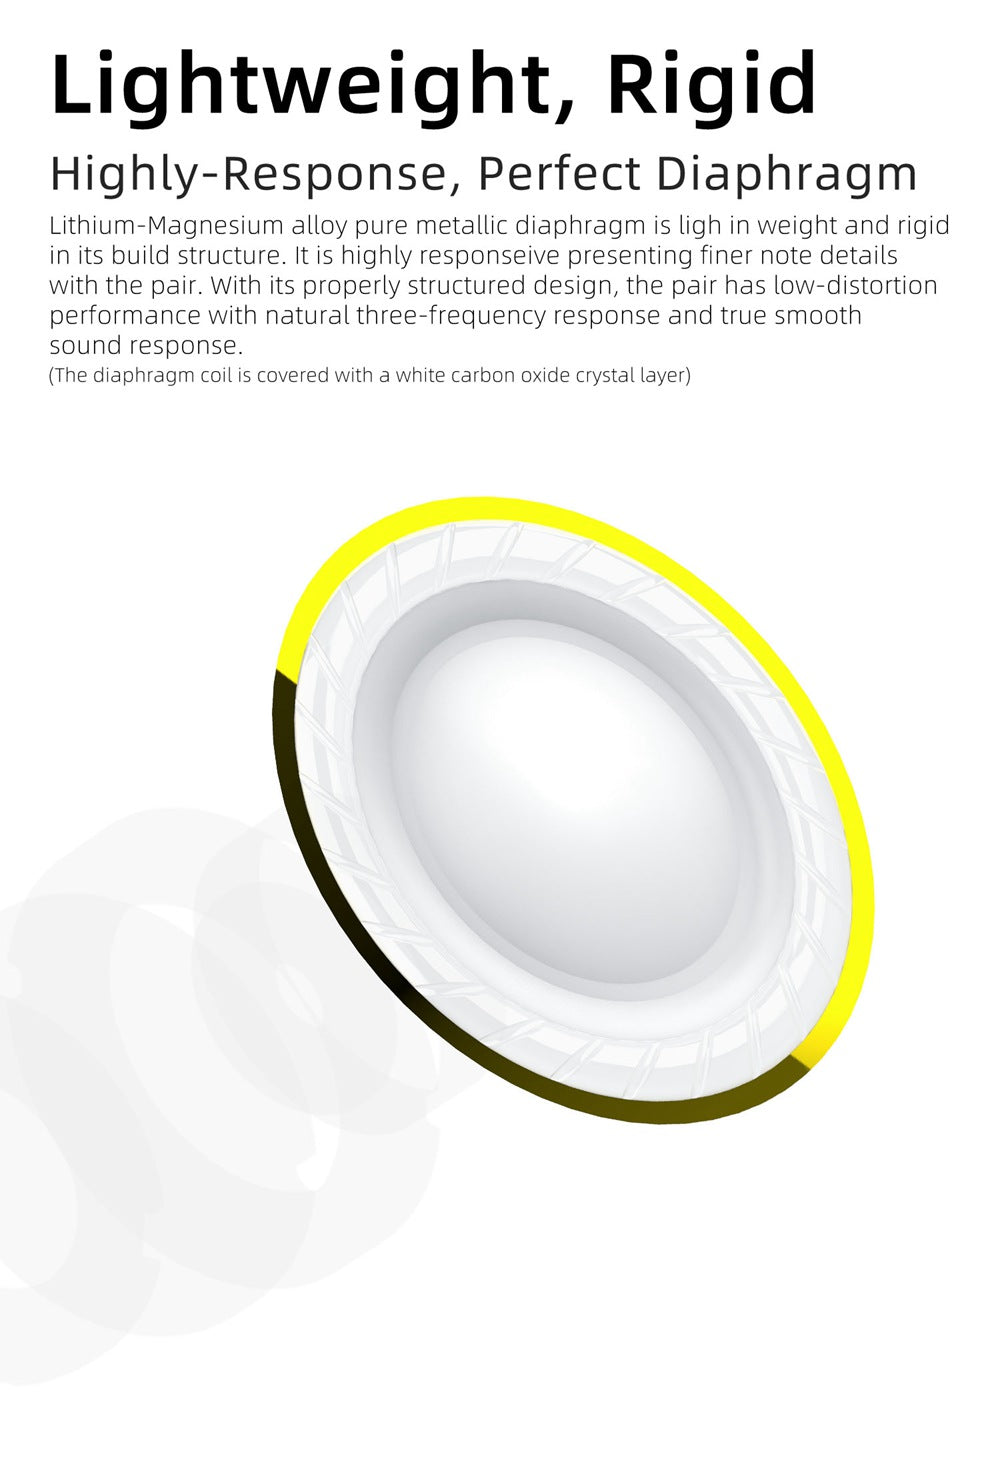 Lightweight, Rigid
Highly-Response, Perfect Diaphragm
Lithium-Magnesium alloy pure metallic diaphragm is ligh in weight and rigid
in its build structure. It is highly responseive presenting finer note details
with the pair. With its properly structured design, the pair has low-distortion
performance with natural three-frequency response and true smooth
sound response.
(The diaphragm coil is covered with a white carbon oxide crystal layer)